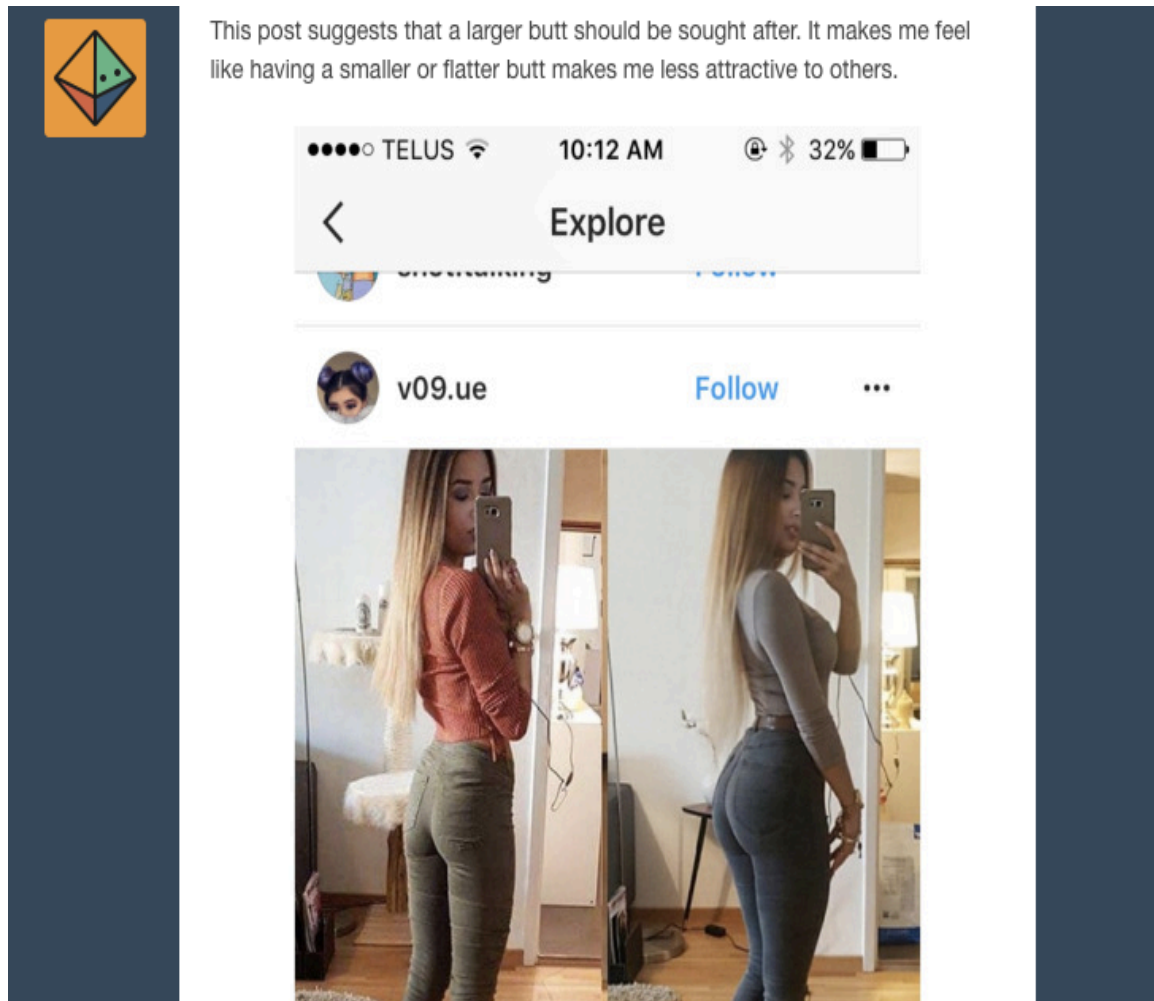 This post suggests that a larger butt should be sought after. It makes me feel
like having a smaller or flatter butt makes me less attractive to others.
TELUS 10:12 AM 32%
Explore
v09.ue Follow